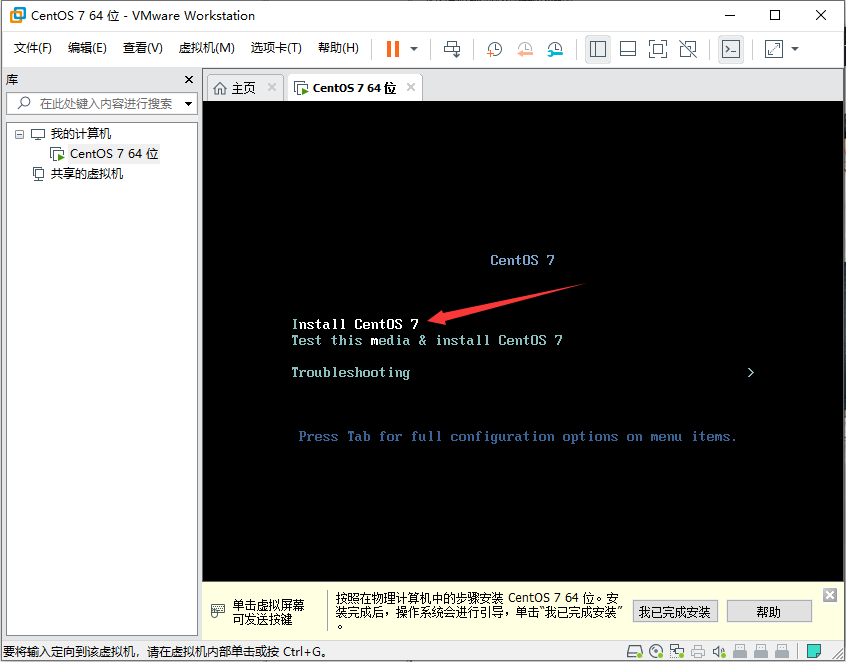 CentOS 7 64 位 - VMware Workstation
文件(F) 编辑(E) 查看(V) 虚拟机(M) 选项卡(T) 帮助(H)
库
在此处键入内容进行搜索
我的计算机
CentOS 7 64 位
共享的虚拟机
主页
CentOS 7 64 位
CentOS 7
Install CentOS 7
Test this media & install CentOS 7
Troubleshooting >
Press Tab for full configuration options on menu items.
单击虚拟屏幕
可发送按键
按照在物理计算机中的步骤安装 CentOS 7 64 位。安
装完成后，操作系统会进行引导，单击“我已完成安装”
。
我已完成安装
帮助
要将输入定向到该虚拟机，请在虚拟机内部单击或按 Ctrl+G。